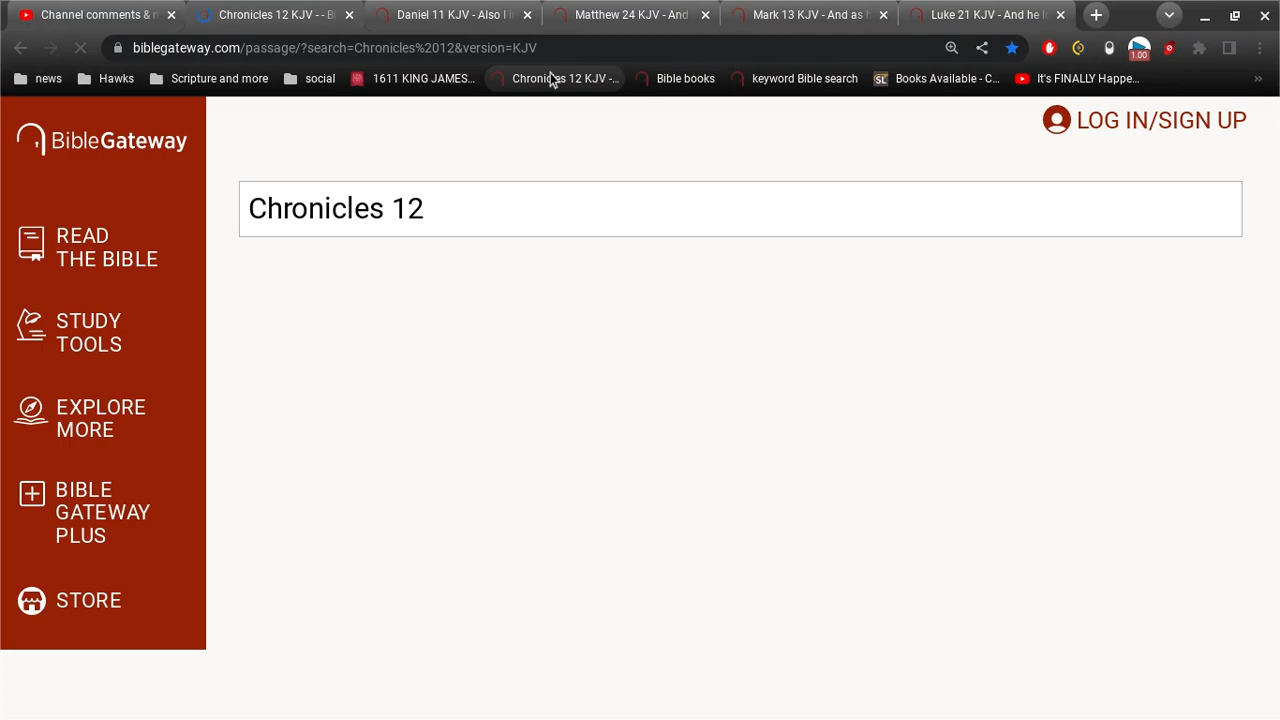 Channel comments & n
Chronicles 12 KJV - - B
Daniel 11 KJV - Also I i
Matthew 24 KJV - And
Mark 13 KJV - And as h
Luke 21 KJV - And he l
biblegateway.com/passage/?search=Chronicles%2012&version=KJV
1.00
news
Hawks
Scripture and more
social
1611 KING JAMES...
Chronicles 12 KJV -...
Bible books
keyword Bible search
SL
Books Available - C...
It's FINALLY Happe...
BibleGateway
LOG IN/SIGN UP
Chronicles 12
READ
THE BIBLE
STUDY
TOOLS
EXPLORE
MORE
BIBLE
GATEWAY
PLUS
STORE